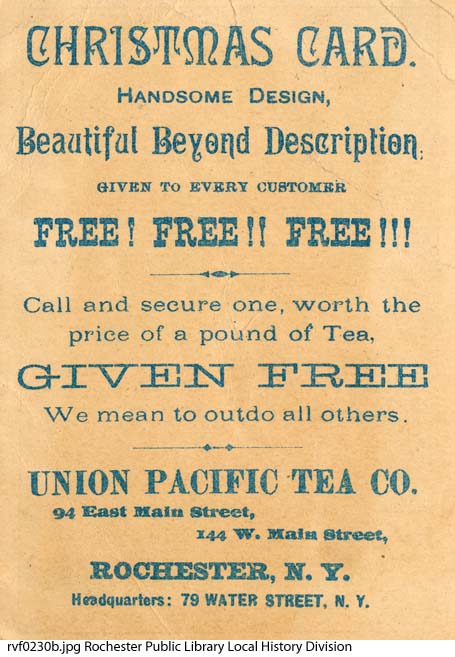 CHRISTMAS CARD.
HANDSOME DESIGN,
Beautiful Beyond Description;
GIVEN TO EVERY CUSTOMER
FREE! FREE!! FREE!!!
Call and secure one, worth the
price of a pound of Tea,
GIVEN FREE
We mean to outdo all others.
UNION PACIFIC TEA CO.
94 East Main Street,
144 W. Main Street,
ROCHESTER, N. Y.
Headquarters: 79 WATER STREET, N. Y.
rvf0230b.jpg Rochester Public Library Local History Division